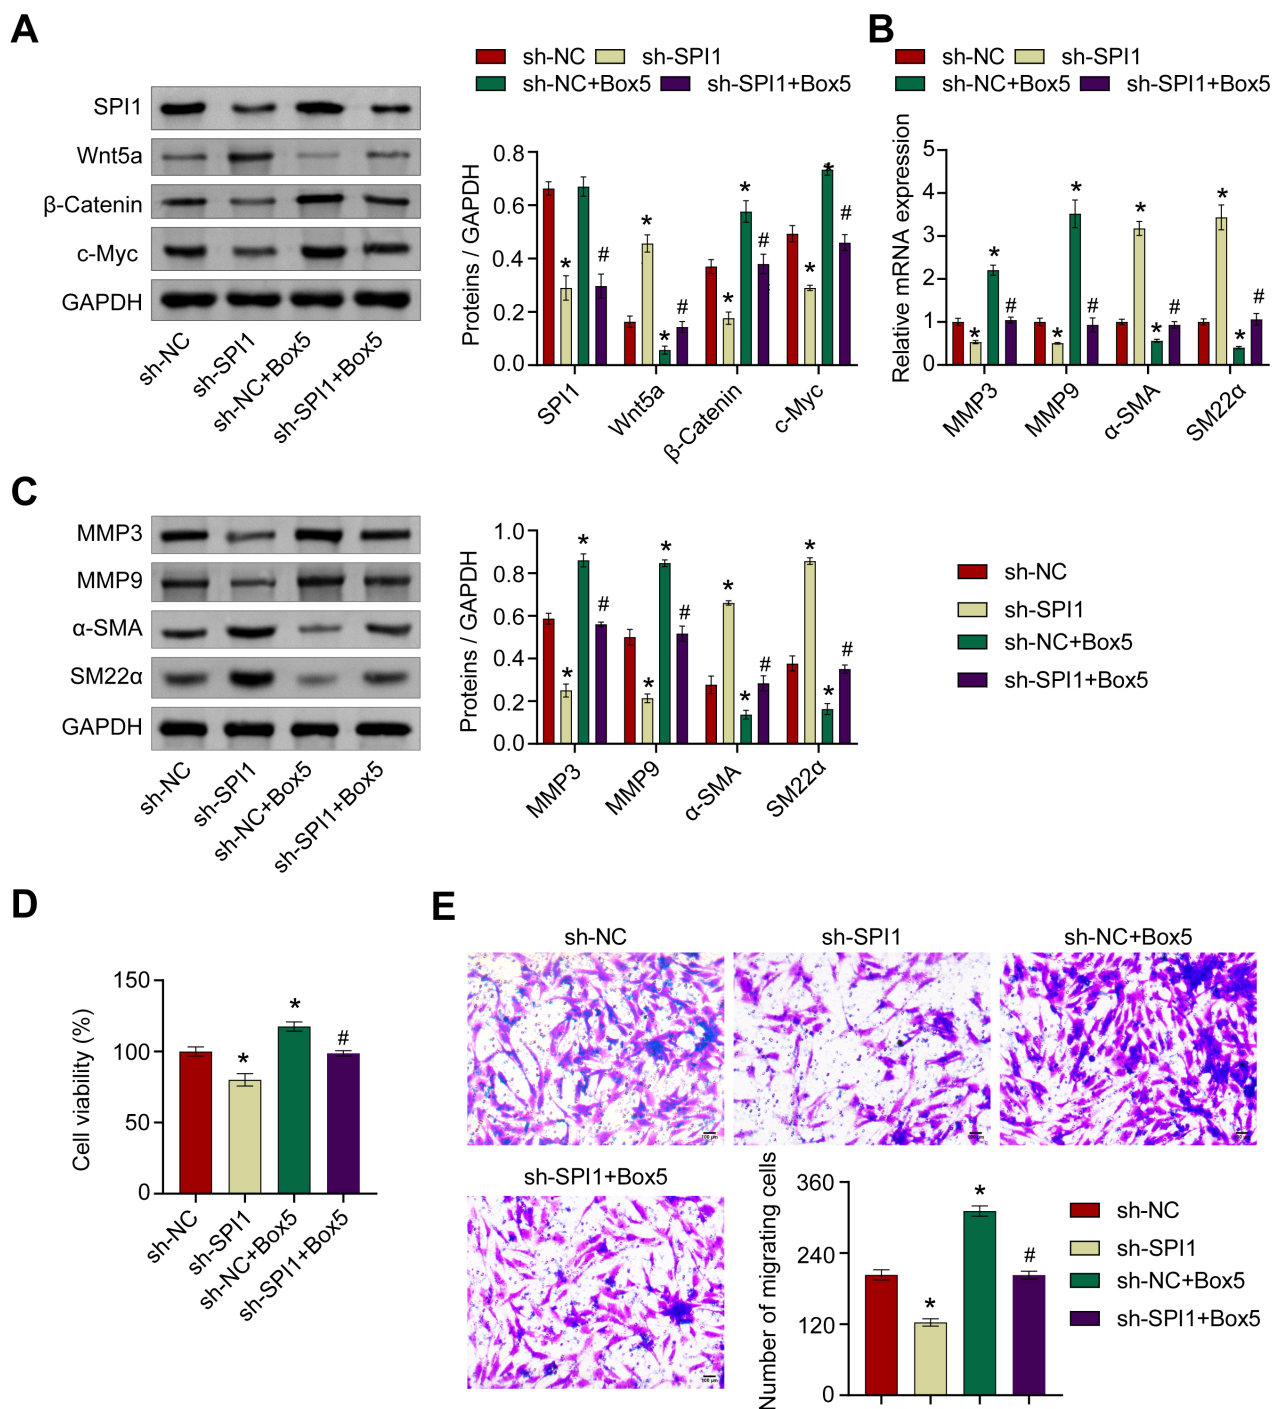 A
sh-NC sh-SPI1
sh-NC+Box5 sh-SPI1+Box5
SPI1
Wnt5a
β-Catenin
c-Myc
GAPDH
sh-NC
sh-SPI1
sh-NC+Box5
sh-SPI1+Box5
Proteins / GAPDH
0.8
0.6
0.4
0.2
0.0
* # * * # * * # * * #
SPI1
Wnt5a
β-Catenin
c-Myc
B
sh-NC sh-SPI1
sh-NC+Box5 sh-SPI1+Box5
Relative mRNA expression
5
4
3
2
1
0
* * # * * # * * # * * #
MMP3
MMP9
α-SMA
SM22α
C
MMP3
MMP9
α-SMA
SM22α
GAPDH
sh-NC
sh-SPI1
sh-NC+Box5
sh-SPI1+Box5
Proteins / GAPDH
1.0
0.8
0.6
0.4
0.2
0.0
* * # * * # * * # * * #
MMP3
MMP9
α-SMA
SM22α
sh-NC
sh-SPI1
sh-NC+Box5
sh-SPI1+Box5
D
Cell viability (%)
150
100
50
0
* * #
sh-NC
sh-SPI1
sh-NC+Box5
sh-SPI1+Box5
E
sh-NC
sh-SPI1
sh-NC+Box5
100 μm
sh-SPI1+Box5
100 μm
Number of migrating cells
360
240
120
0
* * #
sh-NC
sh-SPI1
sh-NC+Box5
sh-SPI1+Box5